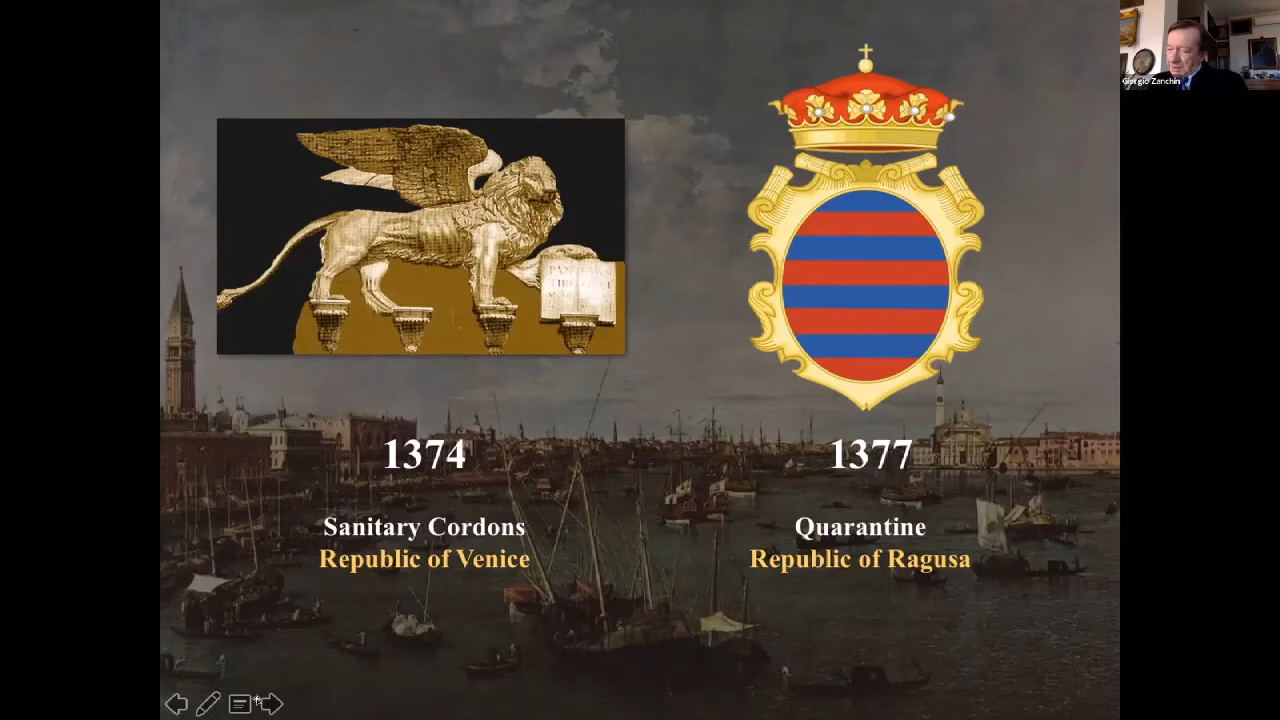 Giorgio Zanchin
1374
Sanitary Cordons
Republic of Venice
1377
Quarantine
Republic of Ragusa